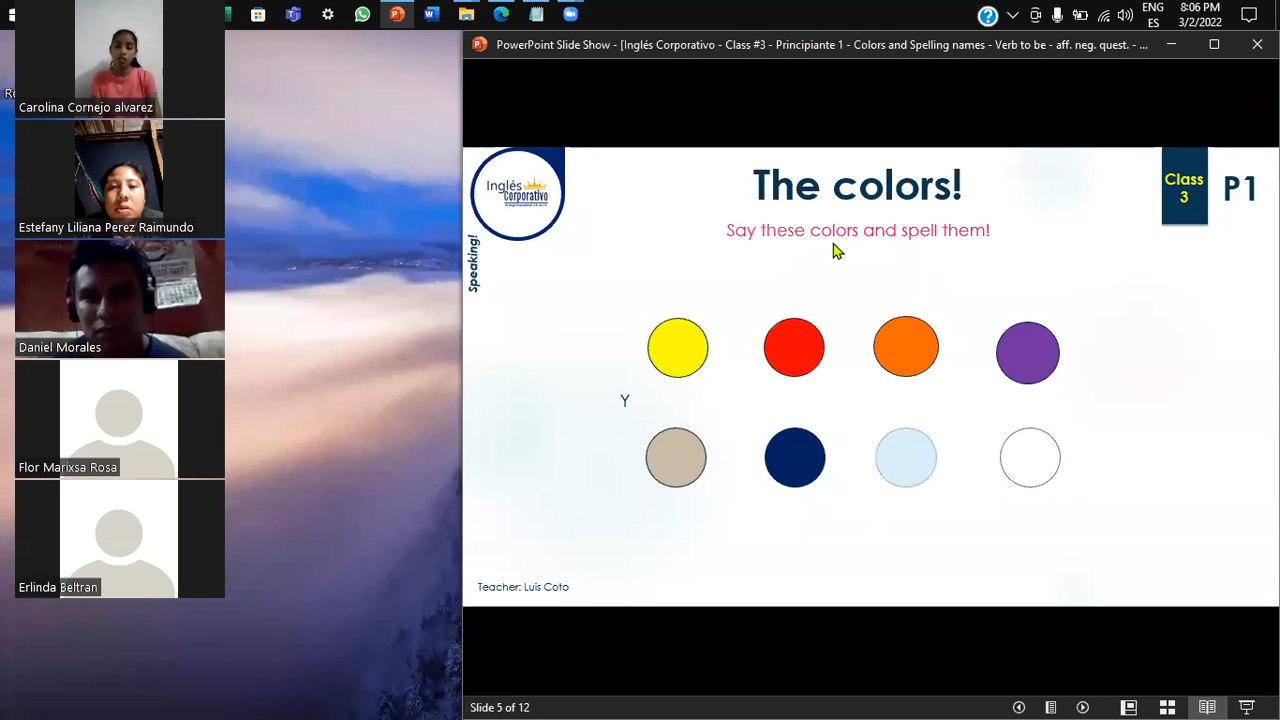 8:06 PM
3/2/2022
ENG
ES
PowerPoint Slide Show - [Inglés Corporativo - Class #3 - Principiante 1 - Colors and Spelling names - Verb to be - aff. neg. quest. - ...
Carolina Cornejo alvarez
Estefany Liliana Perez Raimundo
Daniel Morales
Flor Marixsa Rosa
Erlinda Beltran
Inglés
Corporativo
Speaking!
The colors!
Say these colors and spell them!
Class
3
P1
Y
Teacher: Luis Coto
Slide 5 of 12